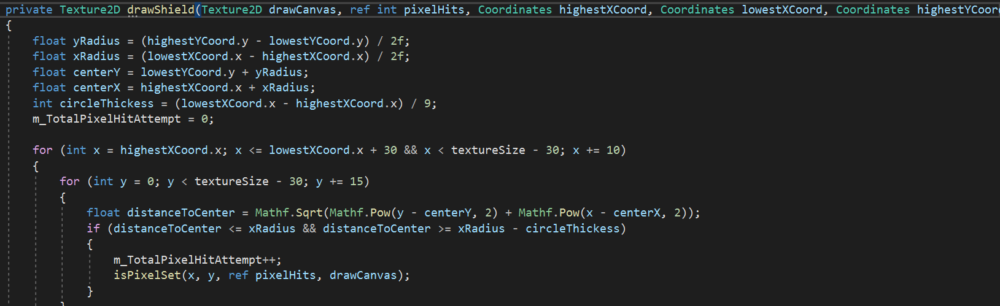 private Texture2D drawShield(Texture2D drawCanvas, ref int pixelHits, Coordinates highestXCoord, Coordinates lowestXCoord, Coordinates highestYCoor
{
float yRadius = (highestYCoord.y - lowestYCoord.y) / 2f;
float xRadius = (lowestXCoord.x - highestXCoord.x) / 2f;
float centerY = lowestYCoord.y + yRadius;
float centerX = highestXCoord.x + xRadius;
int circleThickess = (lowestXCoord.x - highestXCoord.x) / 9;
m_TotalPixelHitAttempt = 0;
for (int x = highestXCoord.x; x <= lowestXCoord.x + 30 && x < textureSize - 30; x += 10)
{
for (int y = 0; y < textureSize - 30; y += 15)
{
float distanceToCenter = Mathf.Sqrt(Mathf.Pow(y - centerY, 2) + Mathf.Pow(x - centerX, 2));
if (distanceToCenter <= xRadius && distanceToCenter >= xRadius - circleThickess)
{
m_TotalPixelHitAttempt++;
isPixelSet(x, y, ref pixelHits, drawCanvas);
}